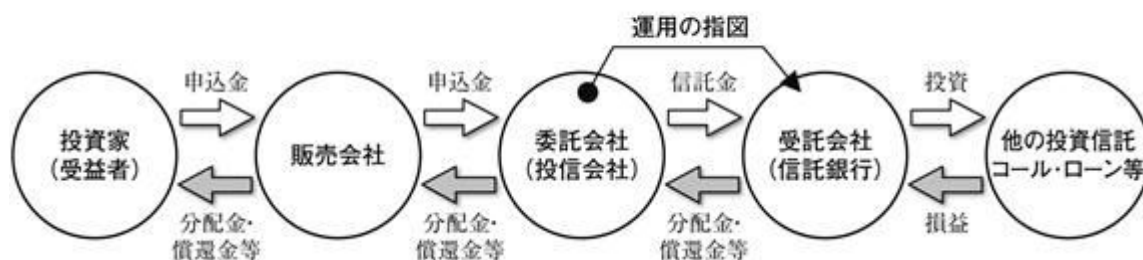 運用の指図
申込金
申込金
信託金
投資
投資家
(受益者)
販売会社
委託会社
(投信会社)
受託会社
(信託銀行)
他の投資信託
コール・ローン等
分配金・
償還金等
分配金・
償還金等
分配金・
償還金等
損益